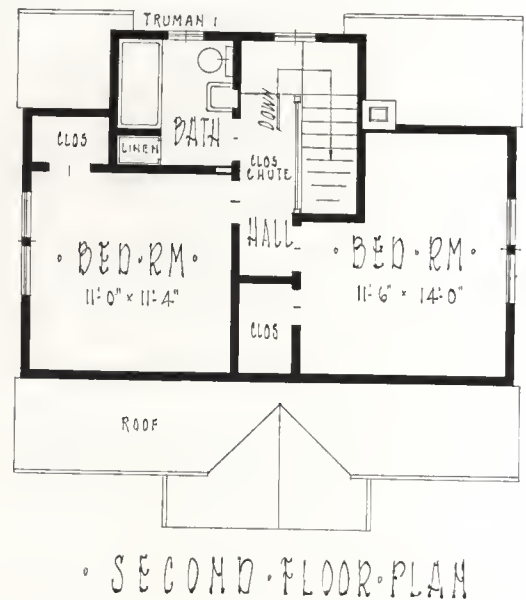 TRUMAN 1
CLOS
LINEN
BATH
DOWN
CLOS
CHUTE
HALL
· BED·RM ·
11'-0" × 11'-4"
· BED·RM ·
11'-6" × 14'-0"
CLOS
ROOF
· SECOND·FLOOR·PLAN